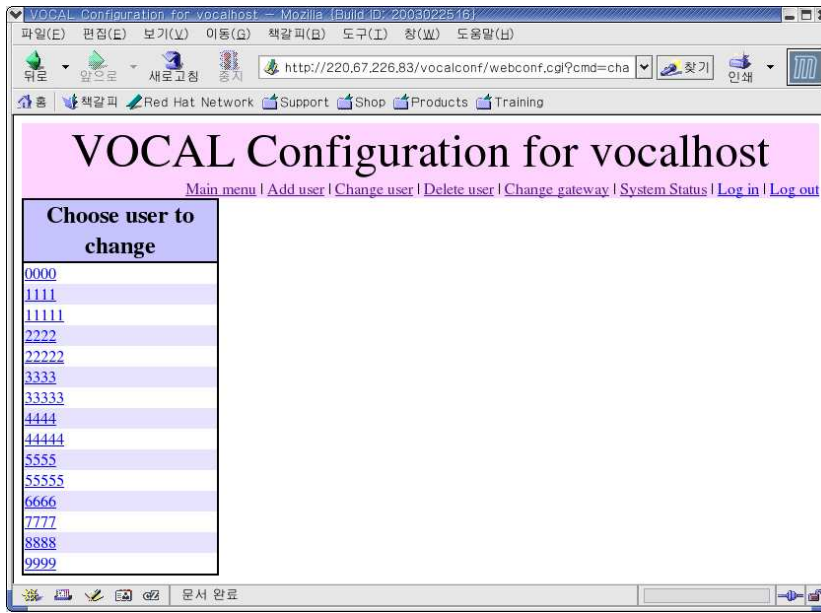 VOCAL Configuration for vocalhost — Mozilla {Build ID: 2003022516}
파일(F) 편집(E) 보기(V) 이동(G) 책갈피(B) 도구(T) 창(W) 도움말(H)
뒤로 앞으로 새로고침 중지 http://220.67.226.83/vocalconf/webconf.cgi?cmd=cha 찾기 인쇄
홈 책갈피 Red Hat Network Support Shop Products Training
VOCAL Configuration for vocalhost
Main menu | Add user | Change user | Delete user | Change gateway | System Status | Log in | Log out
Choose user to
change
0000
1111
11111
2222
22222
3333
33333
4444
44444
5555
55555
6666
7777
8888
9999
문서 완료